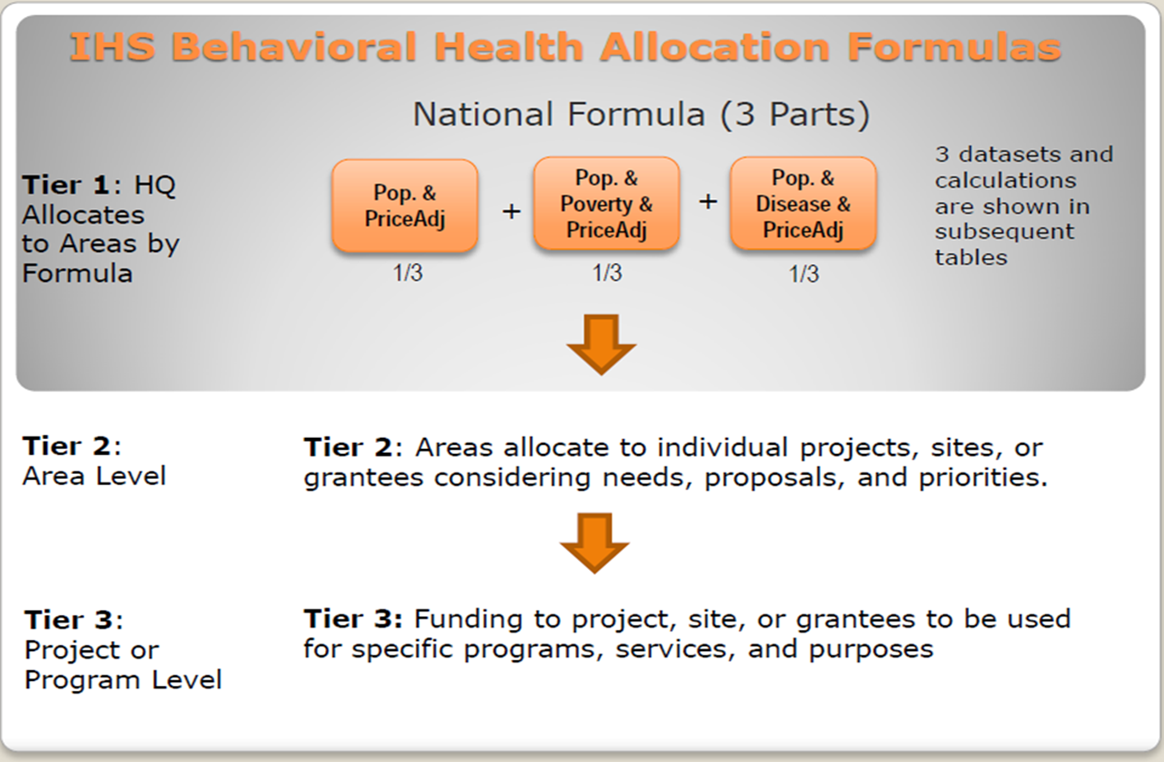 IHS Behavioral Health Allocation Formulas
National Formula (3 Parts)
Tier 1: HQ
Allocates
to Areas by
Formula
Pop. &
PriceAdj
1/3
+
Pop. &
Poverty &
PriceAdj
1/3
+
Pop. &
Disease &
PriceAdj
1/3
3 datasets and
calculations
are shown in
subsequent
tables
Tier 2:
Area Level
Tier 2: Areas allocate to individual projects, sites, or
grantees considering needs, proposals, and priorities.
Tier 3:
Project or
Program Level
Tier 3: Funding to project, site, or grantees to be used
for specific programs, services, and purposes